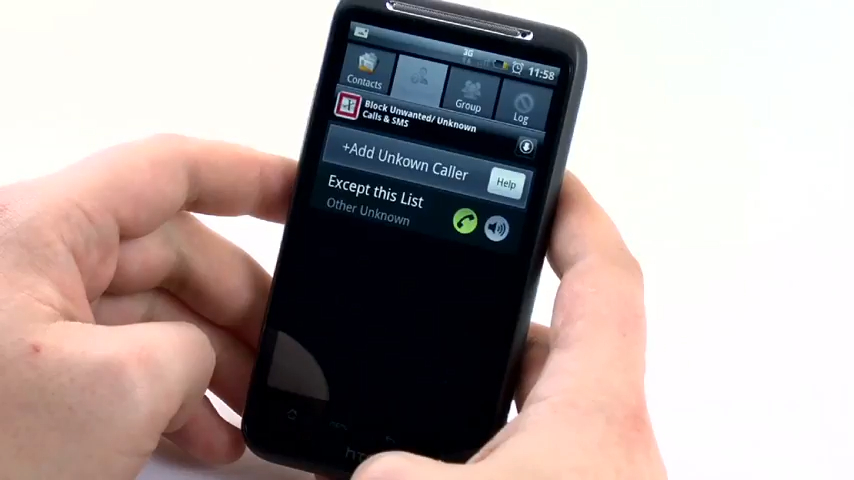 3G
11:58
Contacts
Group
Log
Block Unwanted/ Unknown
Calls & SMS
+Add Unkown Caller
Help
Except this List
Other Unknown